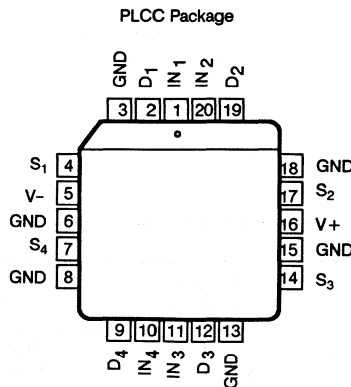 PLCC Package
GND D1 IN1 IN2 D2
3 2 1 20 19
S1 4
V- 5
GND 6
S4 7
GND 8
18 GND
17 S2
16 V+
15 GND
14 S3
9 10 11 12 13
D4 IN4 IN3 D3 GND